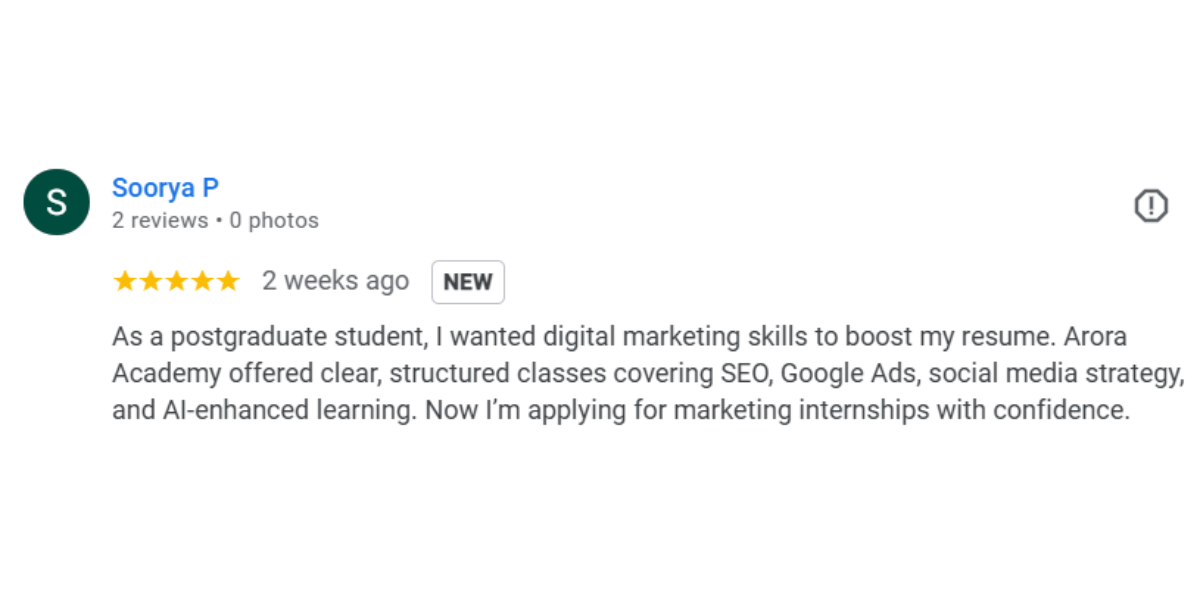 S
Soorya P
2 reviews • 0 photos
2 weeks ago NEW
As a postgraduate student, I wanted digital marketing skills to boost my resume. Arora
Academy offered clear, structured classes covering SEO, Google Ads, social media strategy,
and AI-enhanced learning. Now I’m applying for marketing internships with confidence.